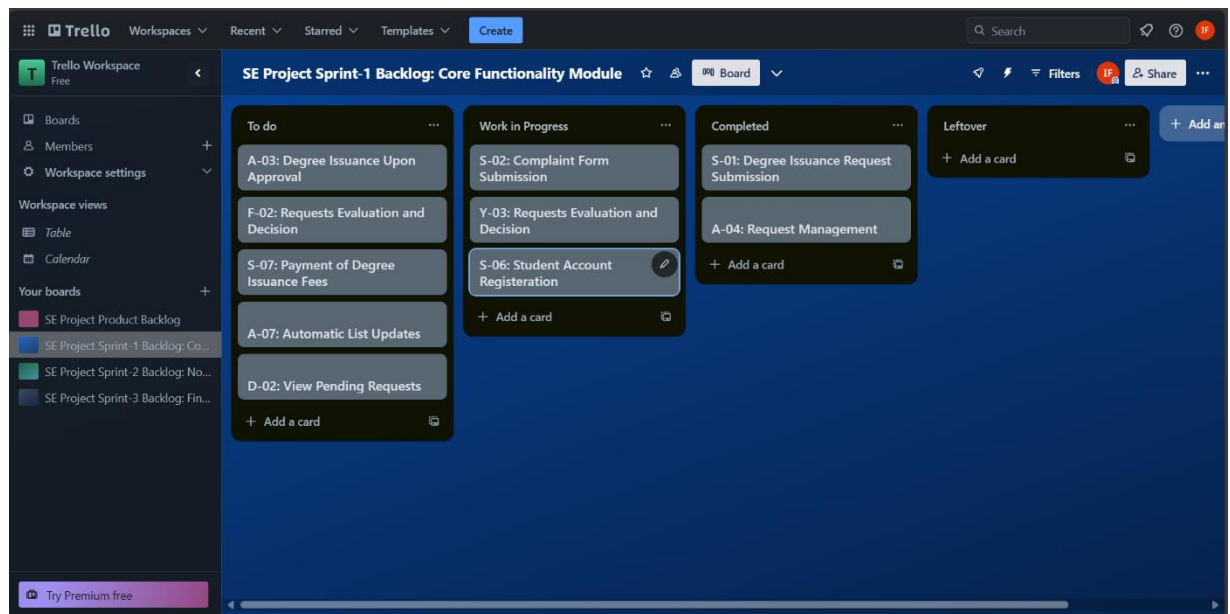 Trello Workspaces Recent Starred Templates Create Search IF
Trello Workspace
Free
T
SE Project Sprint-1 Backlog: Core Functionality Module Board Filters IF Share
Boards
Members
Workspace settings
Workspace views
Table
Calendar
Your boards
SE Project Product Backlog
SE Project Sprint-1 Backlog: Co...
SE Project Sprint-2 Backlog: No...
SE Project Sprint-3 Backlog: Fin...
Try Premium free
To do
A-03: Degree Issuance Upon
Approval
F-02: Requests Evaluation and
Decision
S-07: Payment of Degree
Issuance Fees
A-07: Automatic List Updates
D-02: View Pending Requests
+ Add a card
Work in Progress
S-02: Complaint Form
Submission
Y-03: Requests Evaluation and
Decision
S-06: Student Account
Registeration
+ Add a card
Completed
S-01: Degree Issuance Request
Submission
A-04: Request Management
+ Add a card
Leftover
+ Add a card
+ Add an